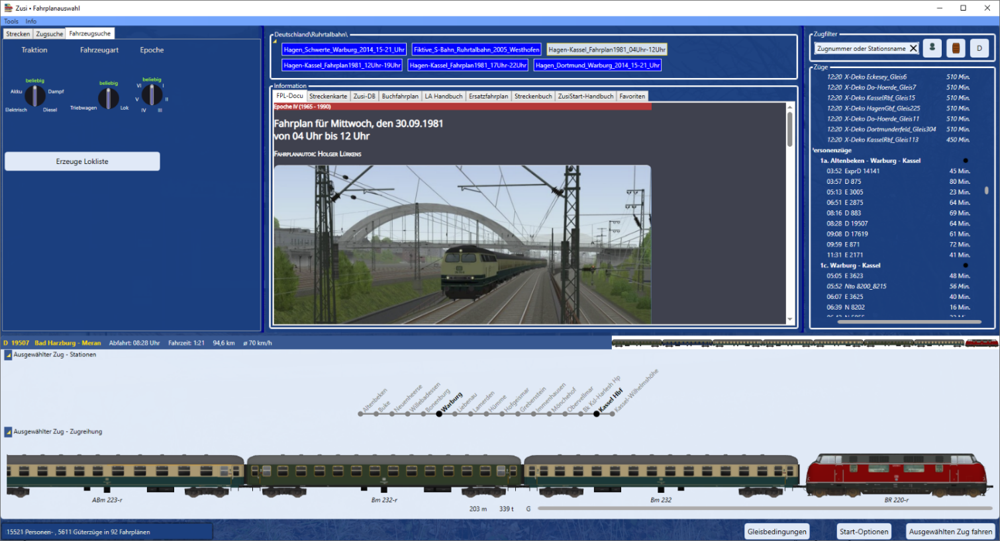 Zusi • Fahrplanauswahl
Tools Info
Strecken Zugsuche Fahrzeugsuche
Traktion Fahrzeugart Epoche
beliebig
Akku Dampf
Elektrisch Diesel
beliebig
Triebwagen Lok
beliebig
VI I
V II
IV III
Erzeuge Lokliste
Deutschland\Ruhrtalbahn\
Hagen_Schwerte_Warburg_2014_15-21_Uhr Fiktive_S-Bahn_Ruhrtalbahn_2005_Westhofen Hagen-Kassel_Fahrplan1981_04Uhr-12Uhr
Hagen-Kassel_Fahrplan1981_12Uhr-19Uhr Hagen-Kassel_Fahrplan1981_17Uhr-22Uhr Hagen_Dortmund_Warburg_2014_15-21_Uhr
Information
FPL-Docu Streckenkarte Zusi-DB Buchfahrplan LA Handbuch Ersatzfahrplan Streckenbuch ZusiStart-Handbuch Favoriten
Epoche IV (1965 - 1990)
Fahrplan für Mittwoch, den 30.09.1981
von 04 Uhr bis 12 Uhr
Fahrplanautor: Holger Lürkens
Zugfilter
Zugnummer oder Stationsname D
Züge
12:20 X-Deko Eckesey_Gleis6 510 Min.
12:20 X-Deko Do-Hoerde_Gleis7 510 Min.
12:20 X-Deko KasselRbf_Gleis15 510 Min.
12:20 X-Deko HagenGbf_Gleis225 510 Min.
12:20 X-Deko Do-Hoerde_Gleis11 510 Min.
12:20 X-Deko Dortmunderfeld_Gleis304 510 Min.
12:20 X-Deko KasselRbf_Gleis113 450 Min.
ersonenzüge
1a. Altenbeken - Warburg - Kassel
03:52 ExprD 14141 45 Min.
03:57 D 875 80 Min.
05:13 E 3005 23 Min.
06:51 E 2875 64 Min.
08:16 D 883 69 Min.
08:28 D 19507 64 Min.
09:08 D 17619 61 Min.
09:59 E 871 72 Min.
11:31 E 2171 41 Min.
1c. Warburg - Kassel
05:05 E 3623 48 Min.
05:52 Nto 8200_8215 56 Min.
06:07 E 3625 40 Min.
06:39 N 8202 16 Min.
D 19507 Bad Harzburg - Meran Abfahrt: 08:28 Uhr Fahrzeit: 1:21 94,6 km ø 70 km/h
Ausgewählter Zug - Stationen
Altenbeken
Buke
Neuenheerse
Willebadessen
Bonenburg
Warburg
Liebenau
Lamerden
Hümme
Hofgeismar
Grebenstein
Immenhausen
Mönchehof
Obervellmar
Bk Ksl-Harlesh Hp
Kassel Hbf
Kassel-Wilhelmshöhe
Ausgewählter Zug - Zugreihung
ABm 223-r Bm 232-r Bm 232 BR 220-r
203 m 339 t G
15521 Personen- , 5611 Güterzüge in 92 Fahrplänen
Gleisbedingungen Start-Optionen Ausgewählten Zug fahren